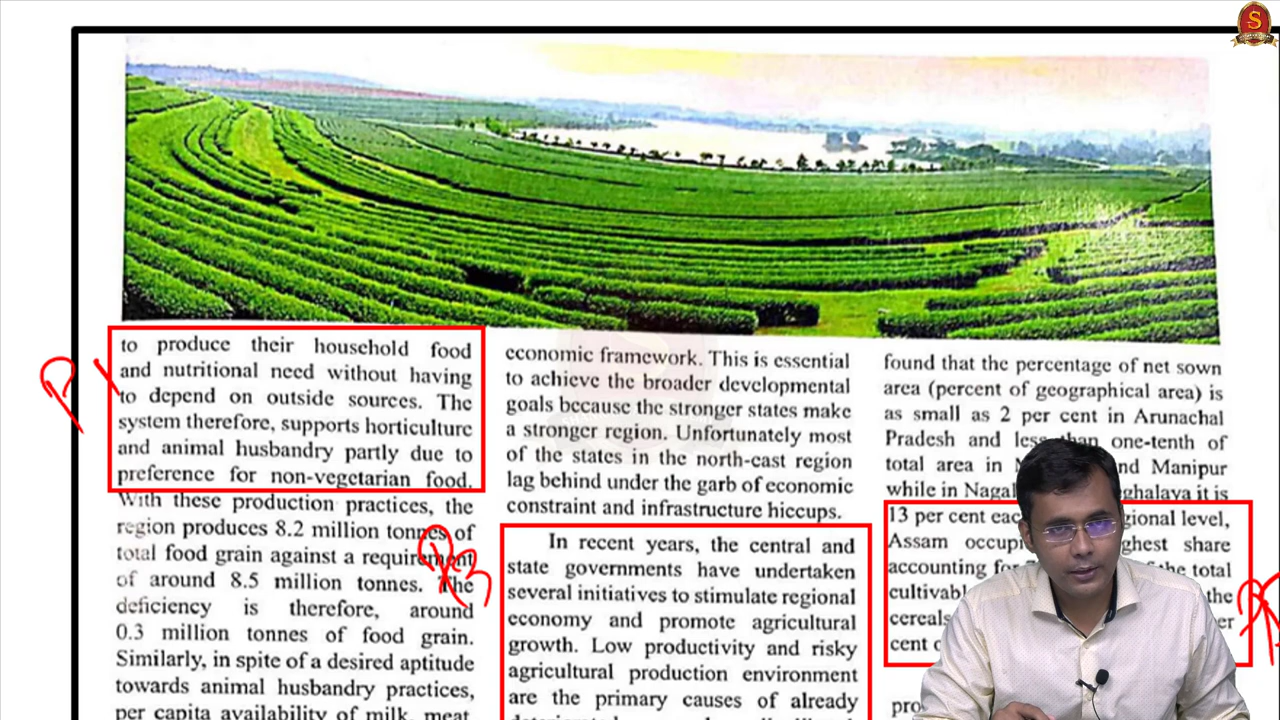 S
P1
to produce their household food
and nutritional need without having
to depend on outside sources. The
system therefore, supports horticulture
and animal husbandry partly due to
preference for non-vegetarian food.
With these production practices, the
region produces 8.2 million tonnes of
total food grain against a requirement
of around 8.5 million tonnes. The
deficiency is therefore, around
0.3 million tonnes of food grain.
Similarly, in spite of a desired aptitude
towards animal husbandry practices,
per capita availability of milk, meat,
economic framework. This is essential
to achieve the broader developmental
goals because the stronger states make
a stronger region. Unfortunately most
of the states in the north-east region
lag behind under the garb of economic
constraint and infrastructure hiccups.
In recent years, the central and
state governments have undertaken
several initiatives to stimulate regional
economy and promote agricultural
growth. Low productivity and risky
agricultural production environment
are the primary causes of already
found that the percentage of net sown
area (percent of geographical area) is
as small as 2 per cent in Arunachal
Pradesh and less than one-tenth of
total area in and Manipur
while in it is
13 per cent level,
Assam share
accounting for the total
the
cent